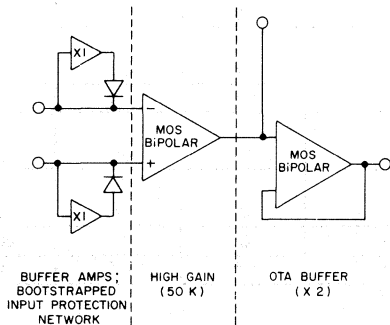 X1
−
MOS
BiPOLAR
+
X1
MOS
BIPOLAR
BUFFER AMPS;
BOOTSTRAPPED
INPUT PROTECTION
NETWORK
HIGH GAIN
(50 K)
OTA BUFFER
(X 2)